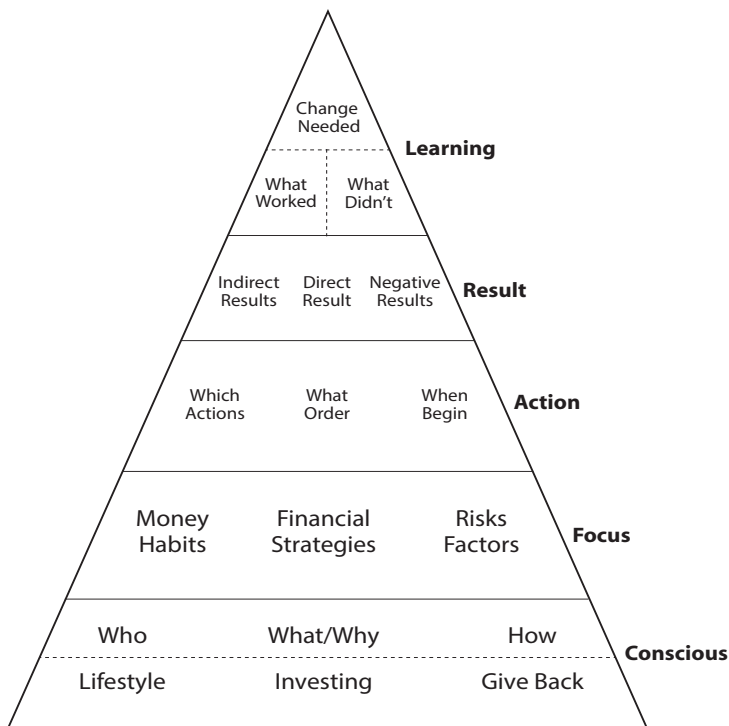 Change
Needed
Learning
What
Worked
What
Didn't
Indirect
Results
Direct
Result
Negative
Results
Result
Which
Actions
What
Order
When
Begin
Action
Money
Habits
Financial
Strategies
Risks
Factors
Focus
Who
What/Why
How
Conscious
Lifestyle
Investing
Give Back